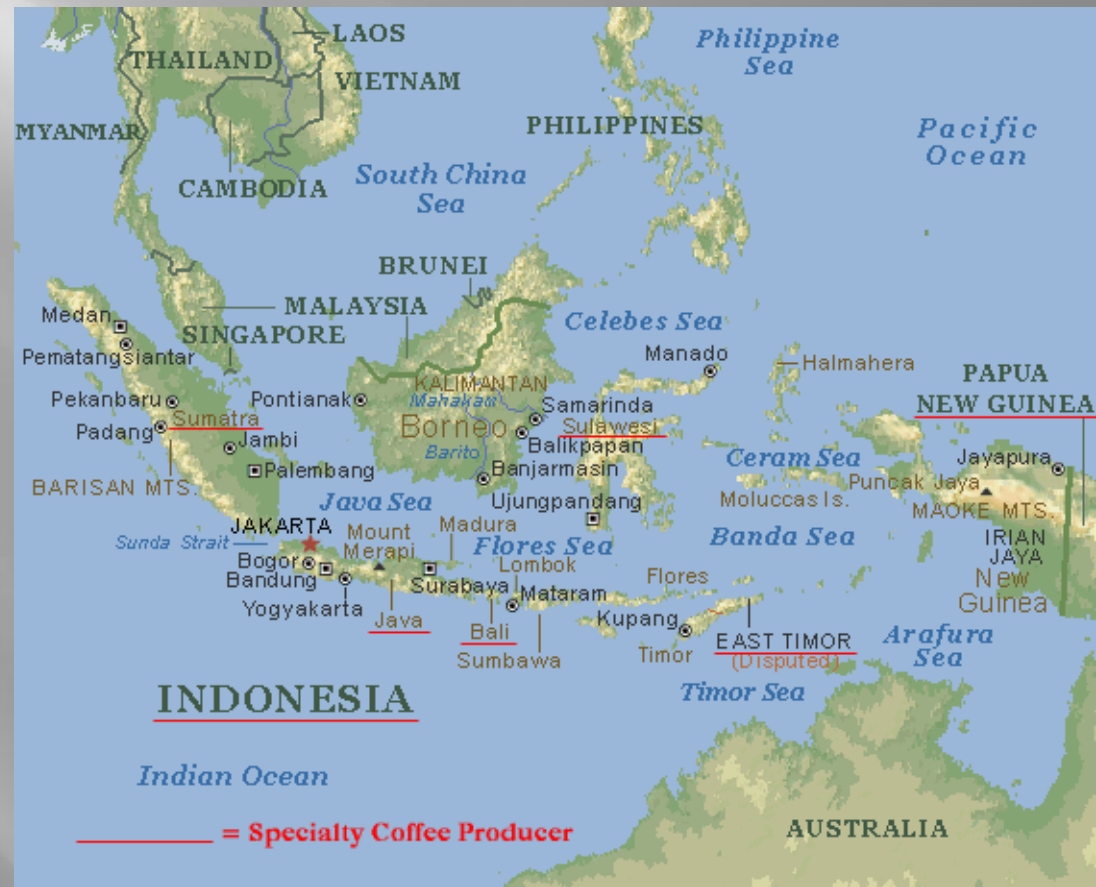 LAOS
Philippine
Sea
THAILAND
VIETNAM
MYANMAR
PHILIPPINES
Pacific
Ocean
CAMBODIA
South China
Sea
BRUNEI
MALAYSIA
Medan
SINGAPORE
Celebes Sea
Pematangsiantar
Manado
Halmahera
PAPUA
NEW GUINEA
KALIMANTAN
Pekanbaru
Sumatra
Pontianak
Mahakam
Samarinda
Padang
Borneo
Sulawesi
Jambi
Balikpapan
Barito
Ceram Sea
Jayapura
Palembang
Banjarmasin
BARISAN MTS.
Puncak Jaya
Java Sea
Ujungpandang
Moluccas Is.
MAOKE MTS.
JAKARTA
Mount
Merapi
Madura
Sunda Strait
Flores Sea
Banda Sea
IRIAN
JAYA
Bogor
Lombok
Bandung
Surabaya
Flores
New
Guinea
Mataram
Yogyakarta
Java
Bali
Kupang
EAST TIMOR
(Disputed)
Arafura
Sea
Sumbawa
Timor
INDONESIA
Timor Sea
Indian Ocean
= Specialty Coffee Producer
AUSTRALIA